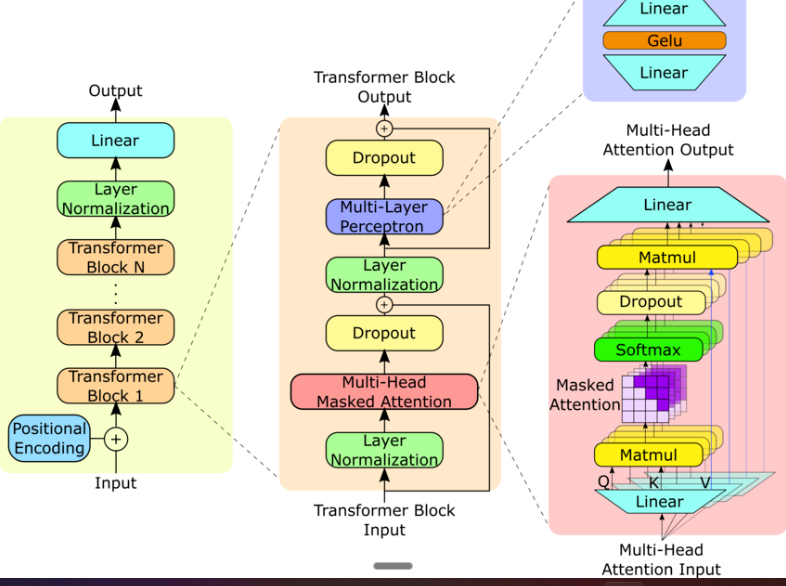 Output
Linear
Layer
Normalization
Transformer
Block N
Transformer
Block 2
Transformer
Block 1
Positional
Encoding
Input
Transformer Block
Output
Dropout
Multi-Layer
Perceptron
Layer
Normalization
Dropout
Multi-Head
Masked Attention
Layer
Normalization
Transformer Block
Input
Linear
Gelu
Linear
Multi-Head
Attention Output
Linear
Matmul
Dropout
Softmax
Masked
Attention
Matmul
Q K V
Linear
Multi-Head
Attention Input